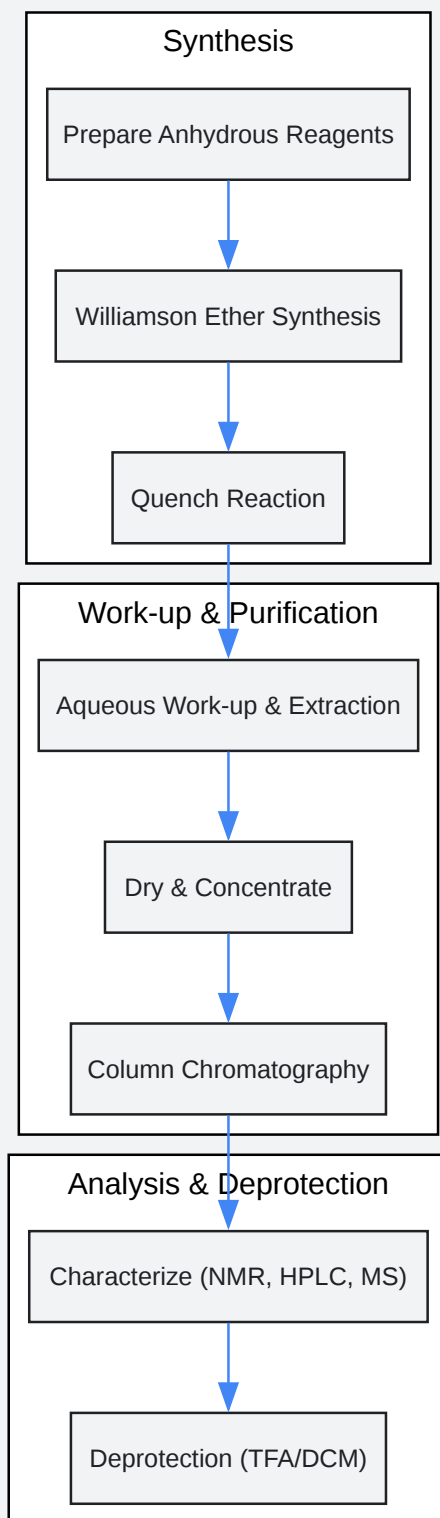 Synthesis
Prepare Anhydrous Reagents
Williamson Ether Synthesis
Quench Reaction
Work-up & Purification
Aqueous Work-up & Extraction
Dry & Concentrate
Column Chromatography
Analysis & Deprotection
Characterize (NMR, HPLC, MS)
Deprotection (TFA/DCM)